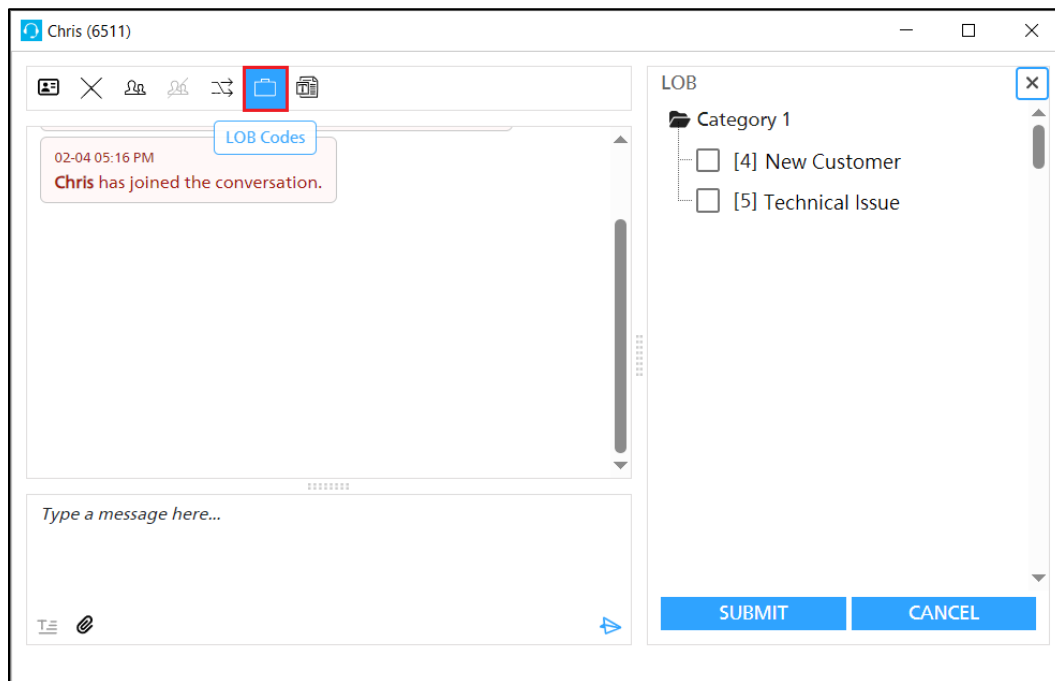 Chris (6511)
LOB Codes
02-04 05:16 PM
Chris has joined the conversation.
Type a message here...
LOB
Category 1
[4] New Customer
[5] Technical Issue
SUBMIT
CANCEL